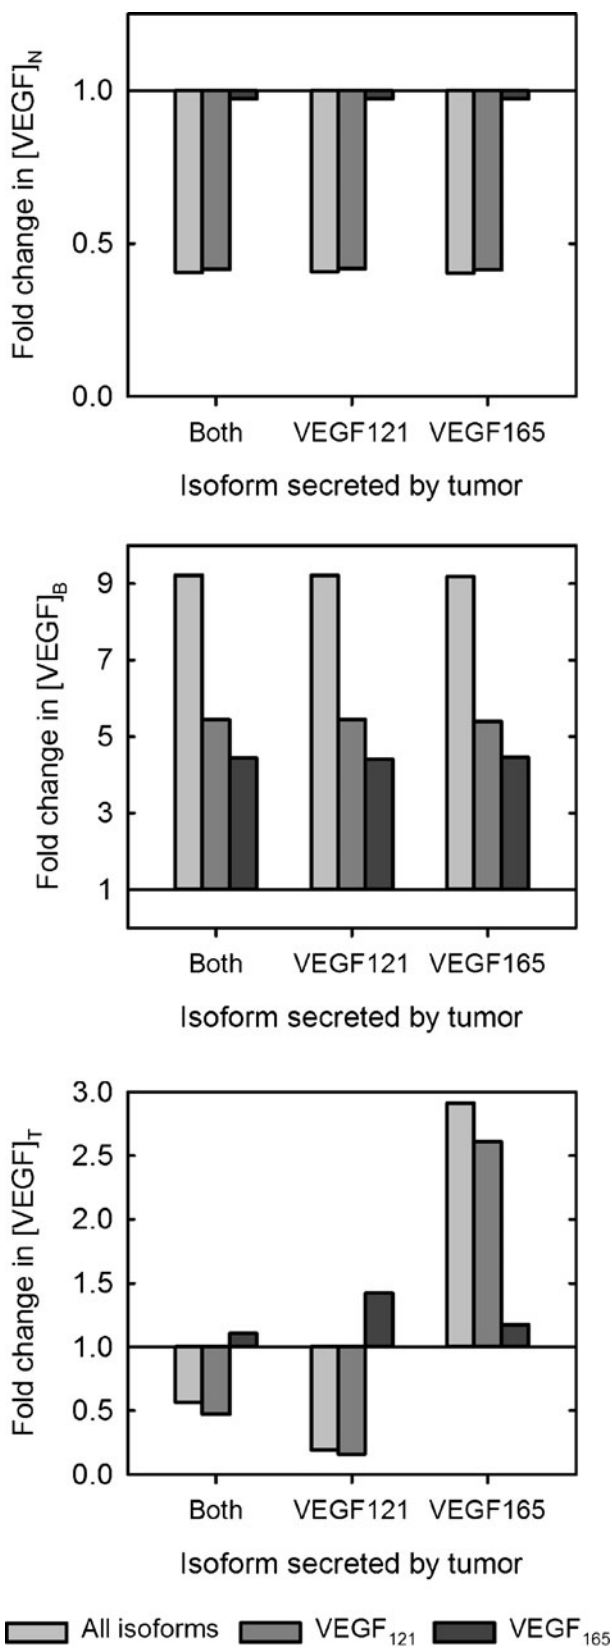 Fold change in [VEGF]N
1.0
0.5
0.0
Both VEGF121 VEGF165
Isoform secreted by tumor
Fold change in [VEGF]B
9
7
5
3
1
Both VEGF121 VEGF165
Isoform secreted by tumor
Fold change in [VEGF]T
3.0
2.5
2.0
1.5
1.0
0.5
0.0
Both VEGF121 VEGF165
Isoform secreted by tumor
All isoforms VEGF121 VEGF165